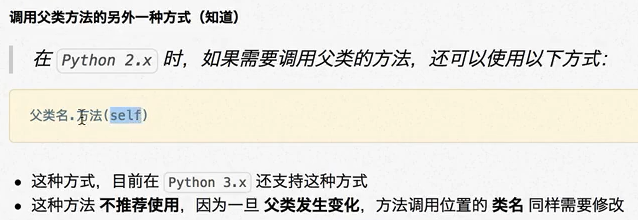 调用父类方法的另外一种方式（知道）
在 Python 2.x 时，如果需要调用父类的方法，还可以使用以下方式：
父类名.方法(self)
这种方式，目前在 Python 3.x 还支持这种方式
这种方法 不推荐使用，因为一旦 父类发生变化，方法调用位置的 类名 同样需要修改